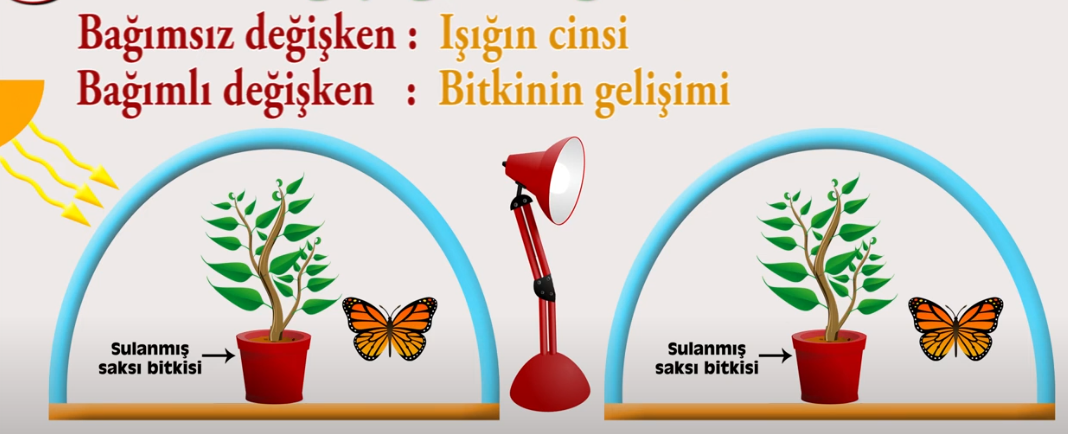 Bağımsız değişken : Işığın cinsi
Bağımlı değişken : Bitkinin gelişimi
Sulanmış
saksı bitkisi
Sulanmış
saksı bitkisi